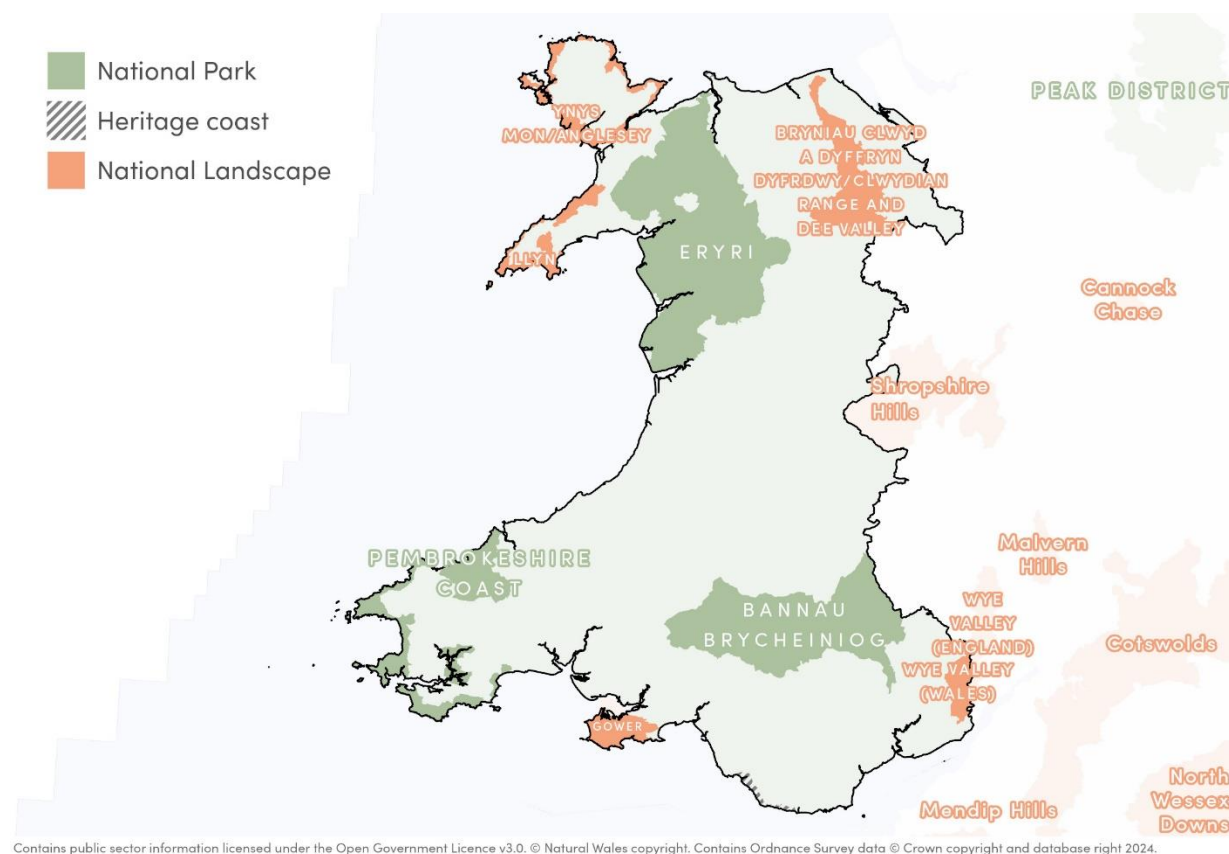 National Park
Heritage coast
National Landscape
PEAK DISTRICT
YNYS
MON/ANGLESEY
BRYNIAU CLWYD
A DYFFRYN
DYFRDWY/CLWYDIAN
RANGE AND
DEE VALLEY
LLYN
ERYRI
Cannock
Chase
Shropshire
Hills
PEMBROKESHIRE
COAST
Malvern
Hills
BANNAU
BRYCHEINIOG
WYE
VALLEY
(ENGLAND)
WYE VALLEY
(WALES)
Cotswolds
GOWER
Mendip Hills
North
Wessex
Downs
Contains public sector information licensed under the Open Government Licence v3.0. © Natural Wales copyright. Contains Ordnance Survey data © Crown copyright and database right 2024.